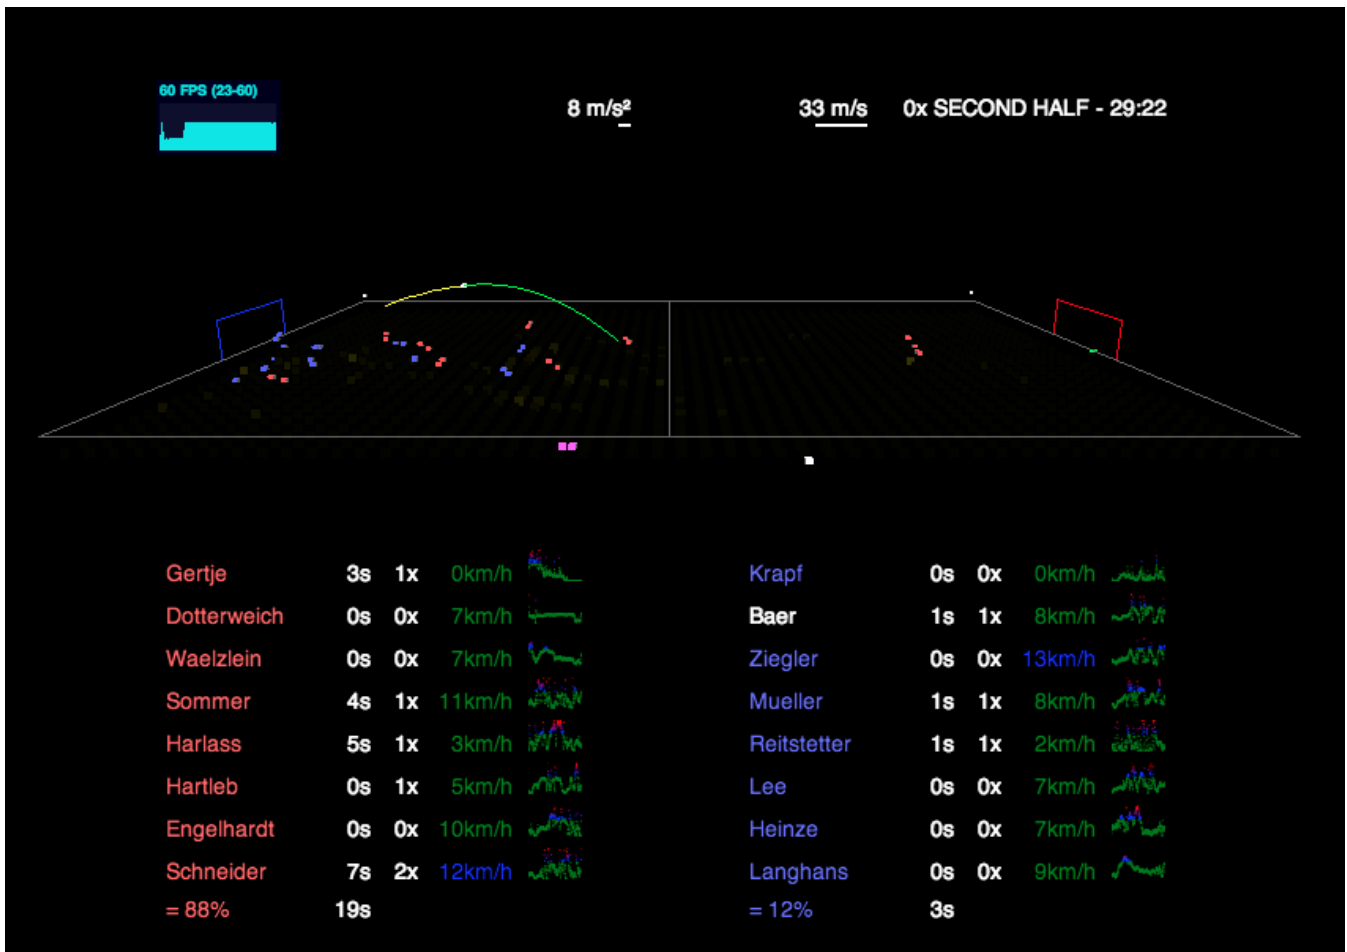 60 FPS (23-60)
8 m/s² 33 m/s 0x SECOND HALF - 29:22
Gertje 3s 1x 0km/h Krapf 0s 0x 0km/h
Dotterweich 0s 0x 7km/h Baer 1s 1x 8km/h
Waelzlein 0s 0x 7km/h Ziegler 0s 0x 13km/h
Sommer 4s 1x 11km/h Mueller 1s 1x 8km/h
Harlass 5s 1x 3km/h Reitstetter 1s 1x 2km/h
Hartleb 0s 1x 5km/h Lee 0s 0x 7km/h
Engelhardt 0s 0x 10km/h Heinze 0s 0x 7km/h
Schneider 7s 2x 12km/h Langhans 0s 0x 9km/h
= 88% 19s = 12% 3s